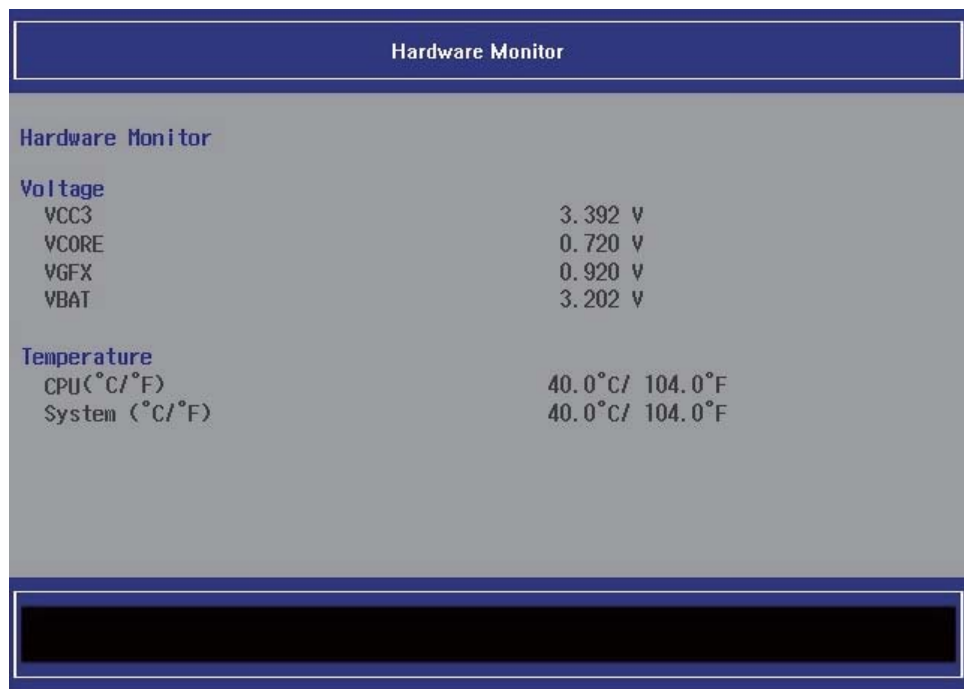 Hardware Monitor
Hardware Monitor
Voltage
VCC3 3.392 V
VCORE 0.720 V
VGFX 0.920 V
VBAT 3.202 V
Temperature
CPU(°C/°F) 40.0°C/ 104.0°F
System (°C/°F) 40.0°C/ 104.0°F